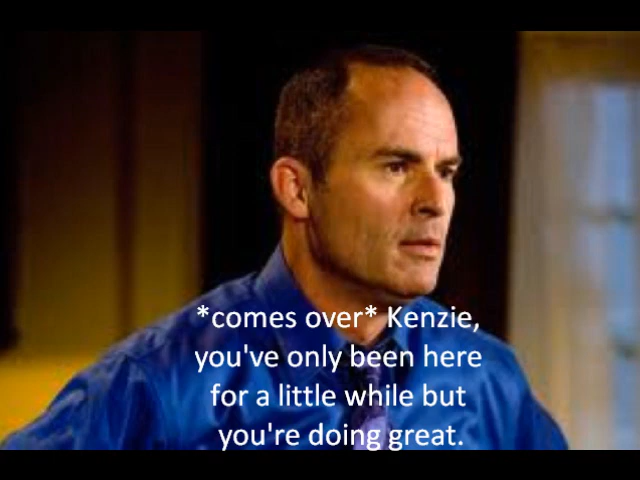 *comes over* Kenzie,
you've only been here
for a little while but
you're doing great.